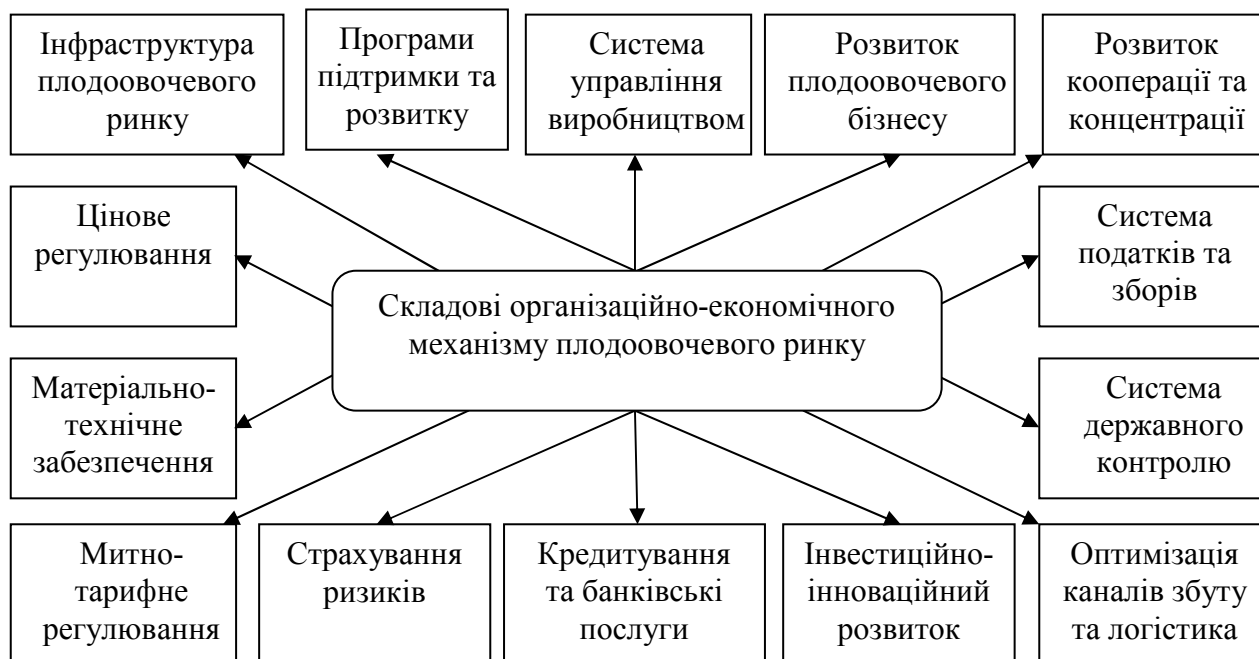 Інфраструктура
плодоовочевого
ринку
Програми
підтримки та
розвитку
Система
управління
виробництвом
Розвиток
плодоовочевого
бізнесу
Розвиток
кооперації та
концентрації
Цінове
регулювання
Система
податків та
зборів
Складові організаційно-економічного
механізму плодоовочевого ринку
Матеріально-
технічне
забезпечення
Система
державного
контролю
Митно-
тарифне
регулювання
Страхування
ризиків
Кредитування
та банківські
послуги
Інвестиційно-
інноваційний
розвиток
Оптимізація
каналів збуту
та логістика